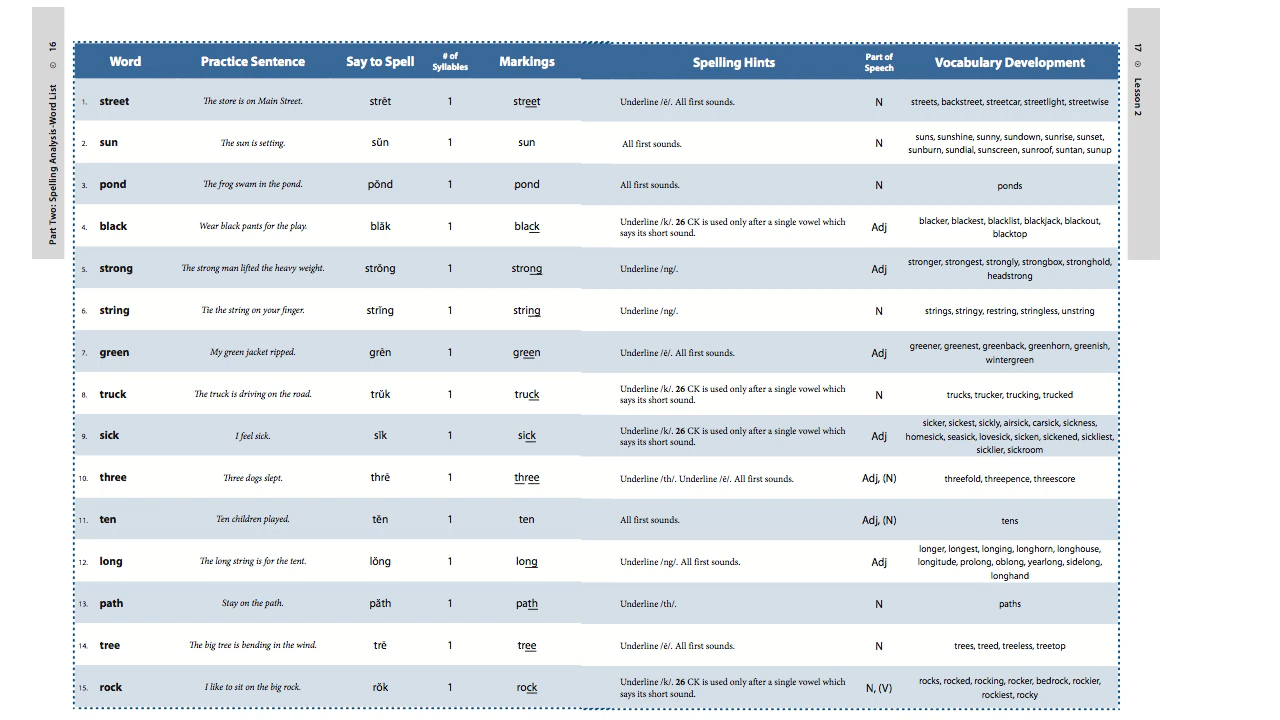 Part Two: Spelling Analysis-Word List ⊙ 16
17 ⊙ Lesson 2
Word Practice Sentence Say to Spell # of Syllables Markings Spelling Hints Part of Speech Vocabulary Development
1. street The store is on Main Street. strēt 1 street Underline /ē/. All first sounds. N streets, backstreet, streetcar, streetlight, streetwise
2. sun The sun is setting. sŭn 1 sun All first sounds. N suns, sunshine, sunny, sundown, sunrise, sunset,
sunburn, sundial, sunscreen, sunroof, suntan, sunup
3. pond The frog swam in the pond. pŏnd 1 pond All first sounds. N ponds
4. black Wear black pants for the play. blăk 1 black Underline /k/. 26 CK is used only after a single vowel which
says its short sound. Adj blacker, blackest, blacklist, blackjack, blackout,
blacktop
5. strong The strong man lifted the heavy weight. strŏng 1 strong Underline /ng/. Adj stronger, strongest, strongly, strongbox, stronghold,
headstrong
6. string Tie the string on your finger. strĭng 1 string Underline /ng/. N strings, stringy, restring, stringless, unstring
7. green My green jacket ripped. grēn 1 green Underline /ē/. All first sounds. Adj greener, greenest, greenback, greenhorn, greenish,
wintergreen
8. truck The truck is driving on the road. trŭk 1 truck Underline /k/. 26 CK is used only after a single vowel which
says its short sound. N trucks, trucker, trucking, trucked
9. sick I feel sick. sĭk 1 sick Underline /k/. 26 CK is used only after a single vowel which
says its short sound. Adj sicker, sickest, sickly, airsick, carsick, sickness,
homesick, seasick, lovesick, sicken, sickened, sickliest,
sicklier, sickroom
10. three Three dogs slept. thrē 1 three Underline /th/. Underline /ē/. All first sounds. Adj, (N) threefold, threepence, threescore
11. ten Ten children played. tĕn 1 ten All first sounds. Adj, (N) tens
12. long The long string is for the tent. lŏng 1 long Underline /ng/. All first sounds. Adj longer, longest, longing, longhorn, longhouse,
longitude, prolong, oblong, yearlong, sidelong,
longhand
13. path Stay on the path. păth 1 path Underline /th/. N paths
14. tree The big tree is bending in the wind. trē 1 tree Underline /ē/. All first sounds. N trees, treed, treeless, treetop
15. rock I like to sit on the big rock. rŏk 1 rock Underline /k/. 26 CK is used only after a single vowel which
says its short sound. N, (V) rocks, rocked, rocking, rocker, bedrock, rockier,
rockiest, rocky